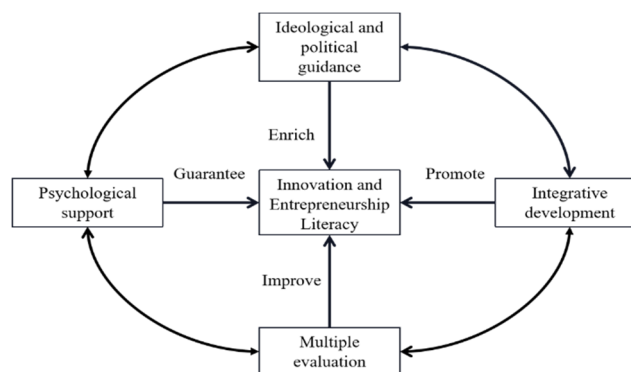 Ideological and
political
guidance
Enrich
Guarantee
Promote
Psychological
support
Innovation and
Entrepreneurship
Literacy
Integrative
development
Improve
Multiple
evaluation